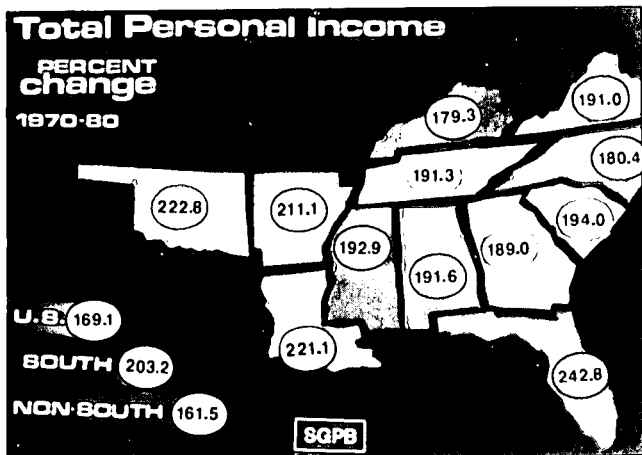 Total Personal Income
PERCENT
change
1970-80
179.3
191.0
191.3
180.4
222.8
211.1
192.9
191.6
189.0
194.0
221.1
242.8
U.S. 169.1
SOUTH 203.2
NON-SOUTH 161.5
SGPB